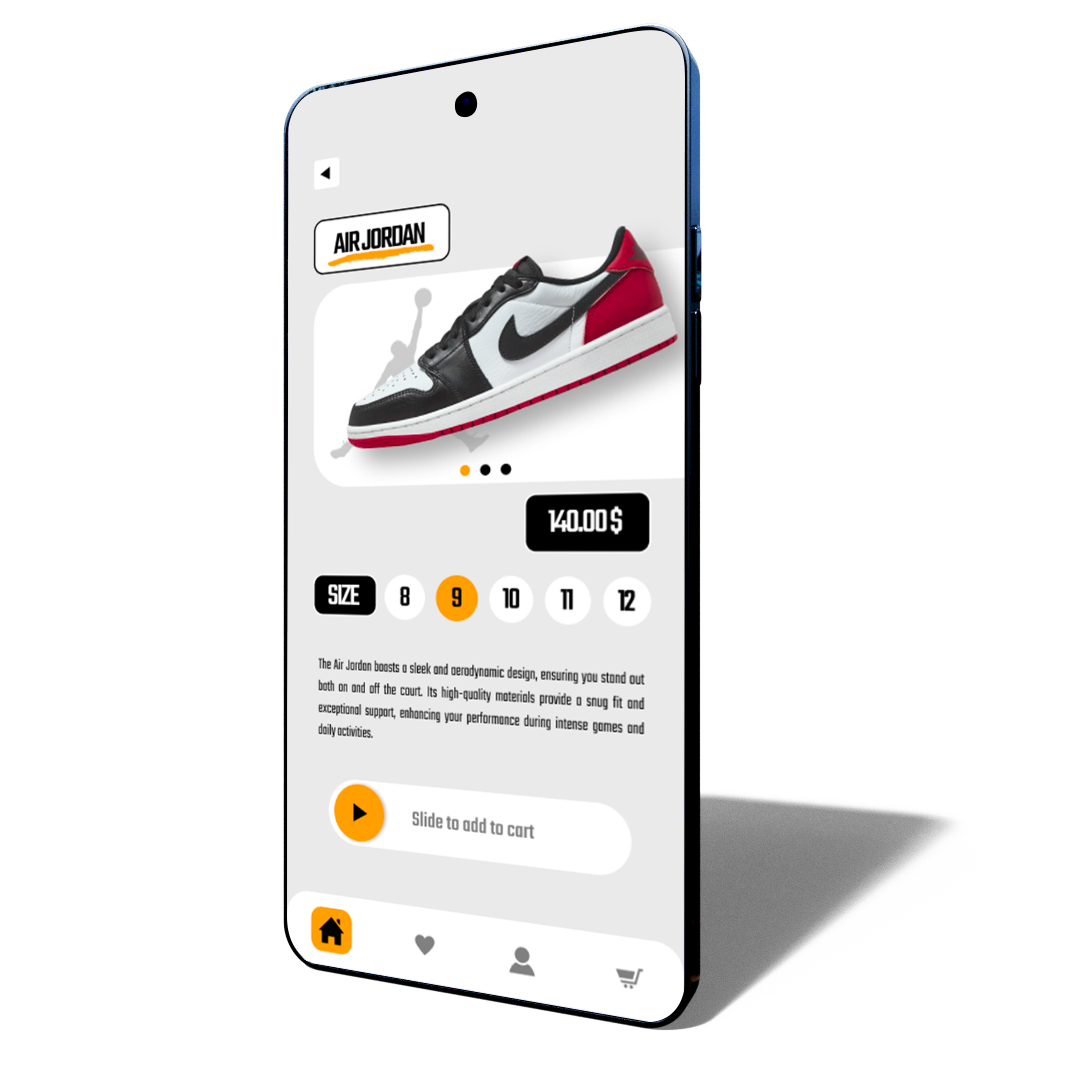 AIR JORDAN
140.00 $
SIZE 8 9 10 11 12
The Air Jordan boasts a sleek and aerodynamic design, ensuring you stand out
both on and off the court. Its high-quality materials provide a snug fit and
exceptional support, enhancing your performance during intense games and
daily activities.
Slide to add to cart